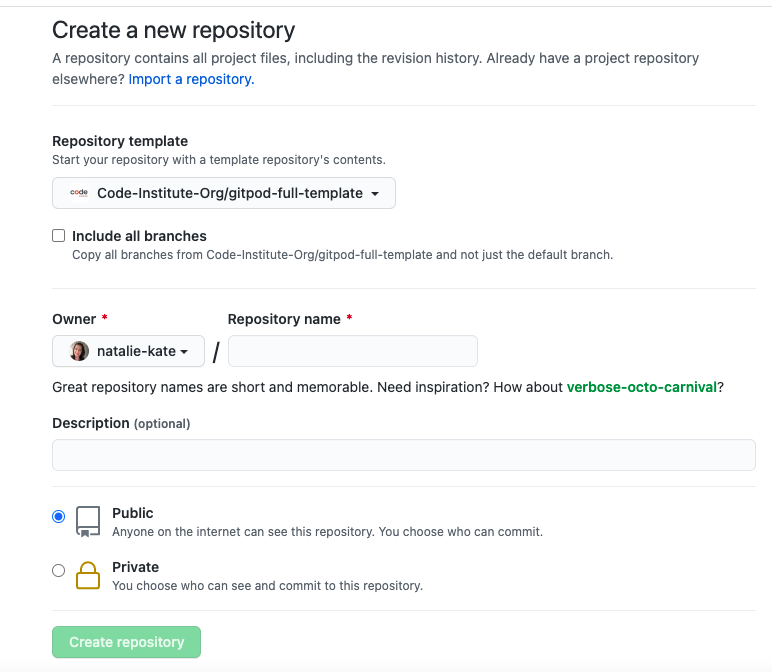 Create a new repository
A repository contains all project files, including the revision history. Already have a project repository
elsewhere? Import a repository.
Repository template
Start your repository with a template repository's contents.
code Code-Institute-Org/gitpod-full-template
Include all branches
Copy all branches from Code-Institute-Org/gitpod-full-template and not just the default branch.
Owner * Repository name *
natalie-kate /
Great repository names are short and memorable. Need inspiration? How about verbose-octo-carnival?
Description (optional)
Public
Anyone on the internet can see this repository. You choose who can commit.
Private
You choose who can see and commit to this repository.
Create repository